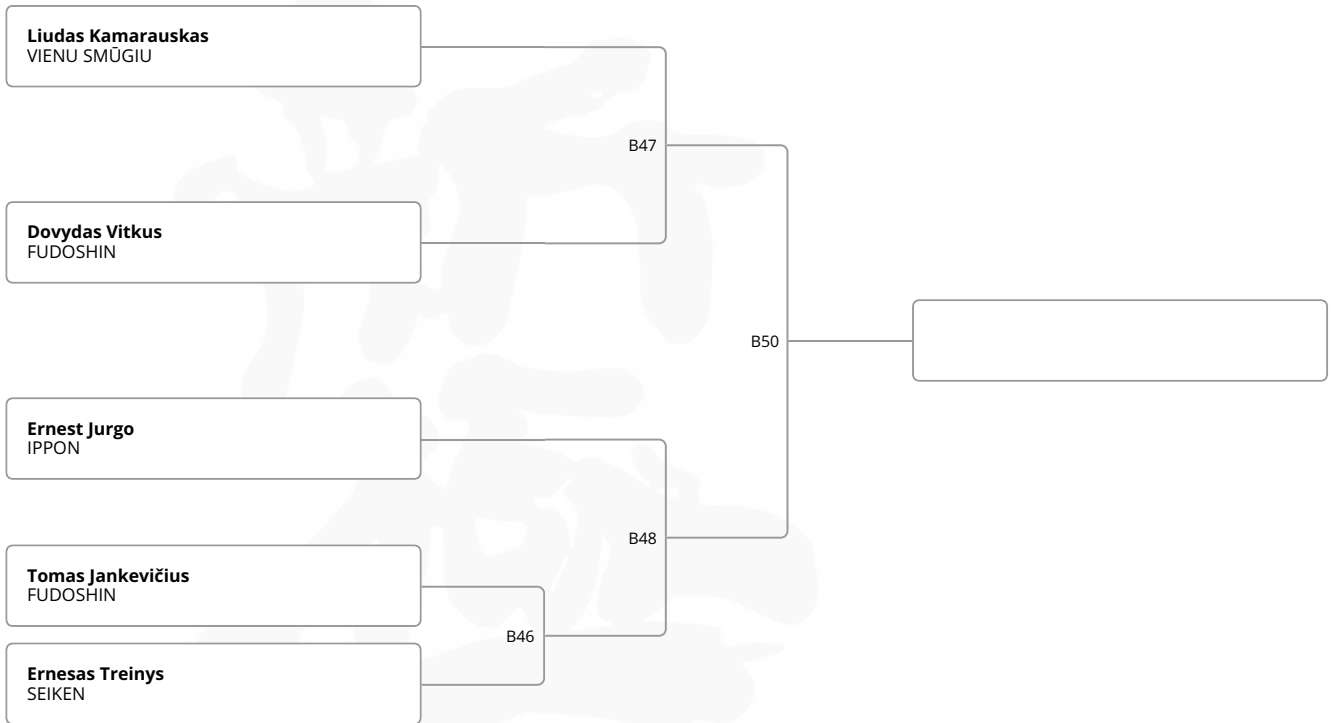 Liudas Kamarauskas
VIENU SMŪGIU
B47
Dovydas Vitkus
FUDOSHIN
B50
Ernest Jurgo
IPPON
B48
Tomas Jankevičius
FUDOSHIN
B46
Ernesas Treinys
SEIKEN